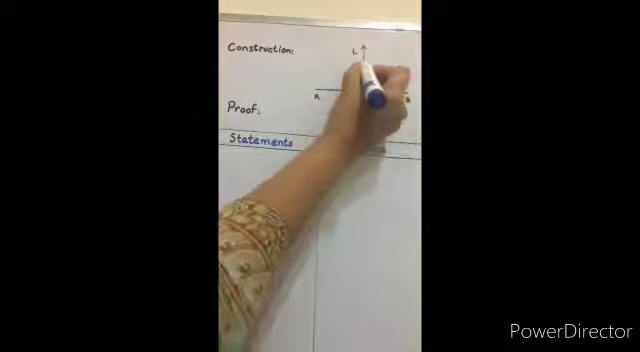 Construction:
L
A
Proof:
Statements
PowerDirector